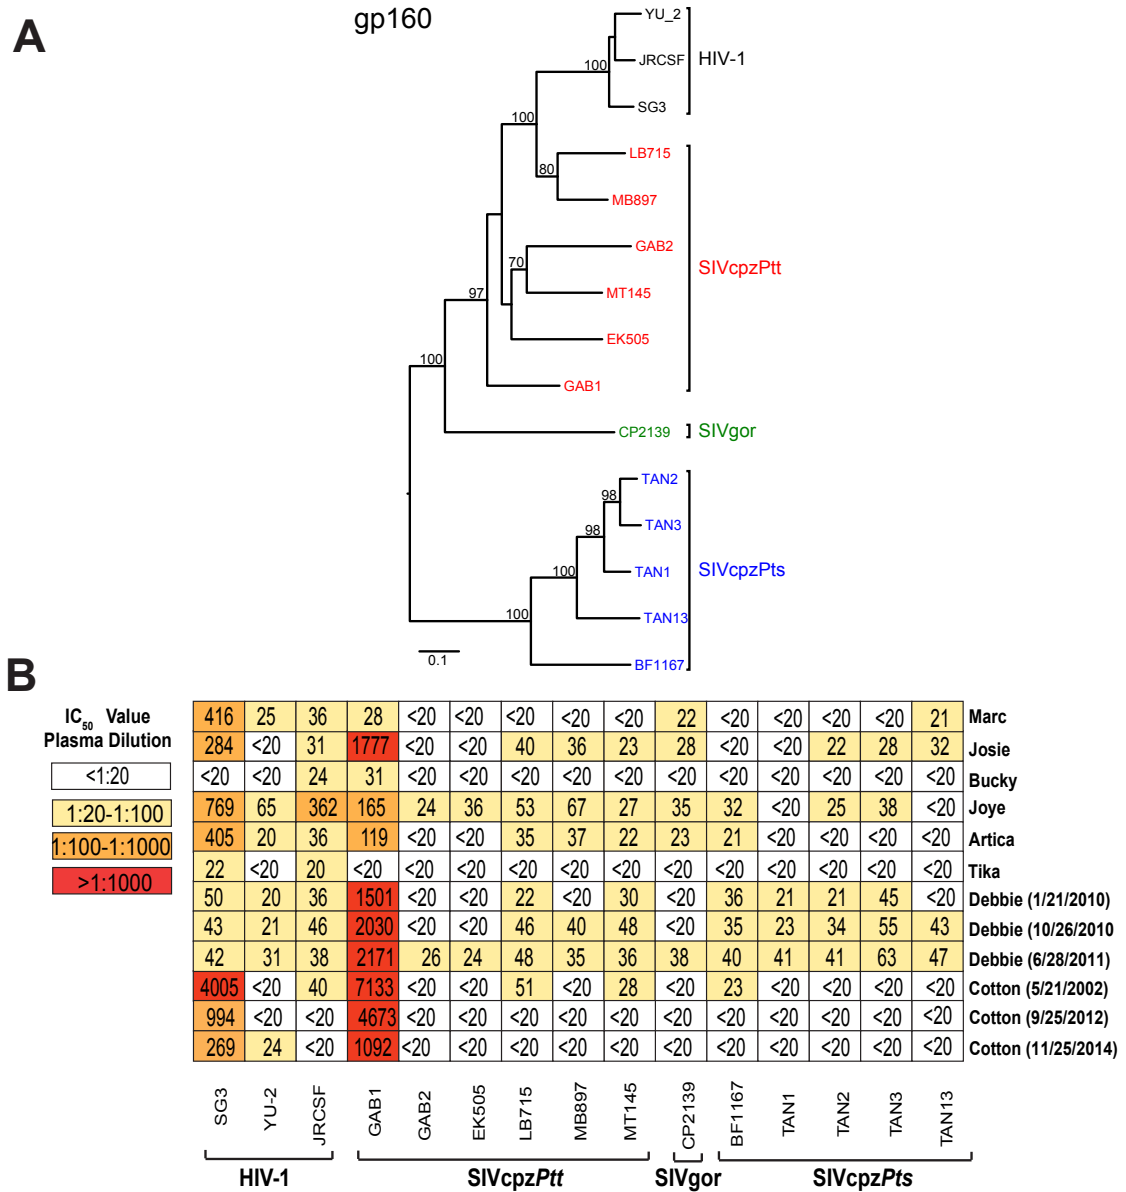 A
gp160
YU_2
JRCSF
HIV-1
100
SG3
100
LB715
80
MB897
GAB2
SIVcpzPtt
70
MT145
97
EK505
100
GAB1
CP2139
SIVgor
TAN2
98
TAN3
98
TAN1
SIVcpzPts
100
TAN13
100
0.1
BF1167
B
IC50 Value
Plasma Dilution
<1:20
1:20-1:100
1:100-1:1000
>1:1000
416 25 36 28 <20 <20 <20 <20 <20 22 <20 <20 <20 <20 21 Marc
284 <20 31 1777 <20 <20 40 36 23 28 <20 <20 22 28 32 Josie
<20 <20 24 31 <20 <20 <20 <20 <20 <20 <20 <20 <20 <20 <20 Bucky
769 65 362 165 24 36 53 67 27 35 32 <20 25 38 <20 Joye
405 20 36 119 <20 <20 35 37 22 23 21 <20 <20 <20 <20 Artica
22 <20 20 <20 <20 <20 <20 <20 <20 <20 <20 <20 <20 <20 <20 Tika
50 20 36 1501 <20 <20 22 <20 30 <20 36 21 21 45 <20 Debbie (1/21/2010)
43 21 46 2030 <20 <20 46 40 48 <20 35 23 34 55 43 Debbie (10/26/2010
42 31 38 2171 26 24 48 35 36 38 40 41 41 63 47 Debbie (6/28/2011)
4005 <20 40 7133 <20 <20 51 <20 28 <20 23 <20 <20 <20 <20 Cotton (5/21/2002)
994 <20 <20 4673 <20 <20 <20 <20 <20 <20 <20 <20 <20 <20 <20 Cotton (9/25/2012)
269 24 <20 1092 <20 <20 <20 <20 <20 <20 <20 <20 <20 <20 <20 Cotton (11/25/2014)
SG3 YU-2 JRCSF GAB1 GAB2 EK505 LB715 MB897 MT145 CP2139 BF1167 TAN1 TAN2 TAN3 TAN13
HIV-1 SIVcpzPtt SIVgor SIVcpzPts